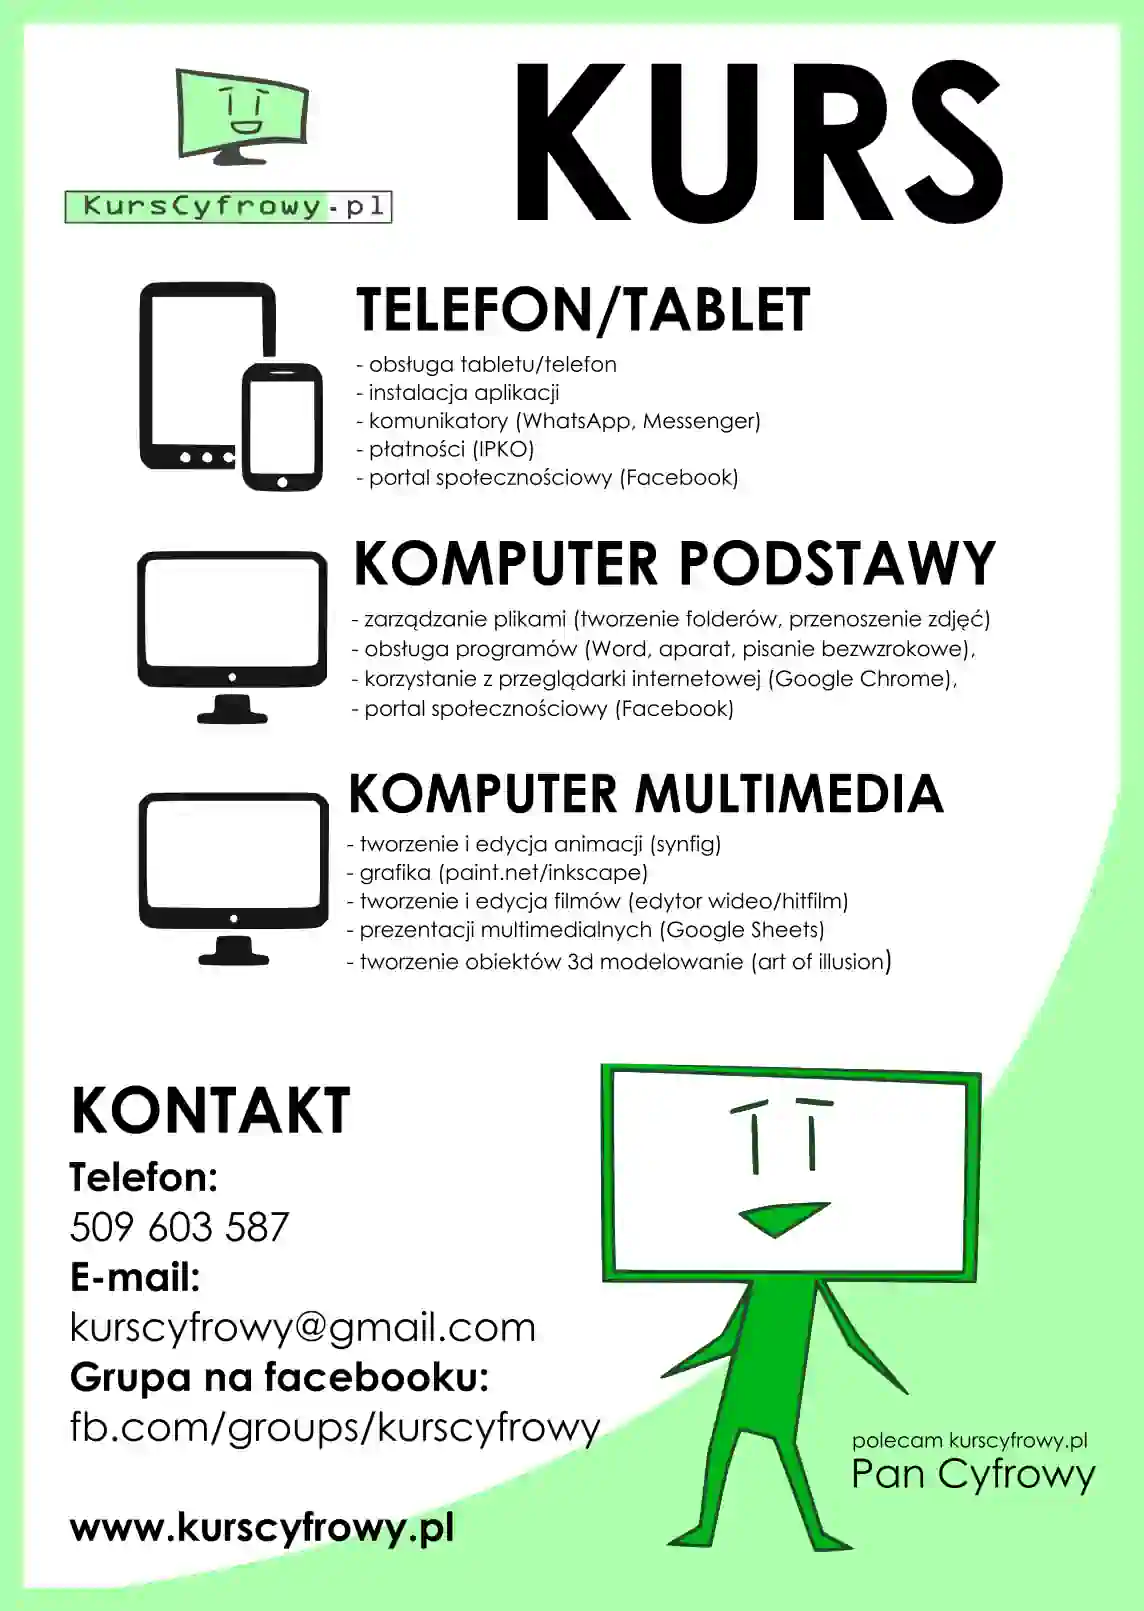 KursCyfrowy.pl
KURS
TELEFON/TABLET
- obsługa tabletu/telefon
- instalacja aplikacji
- komunikatory (WhatsApp, Messenger)
- płatności (IPKO)
- portal społecznościowy (Facebook)
KOMPUTER PODSTAWY
- zarządzanie plikami (tworzenie folderów, przenoszenie zdjęć)
- obsługa programów (Word, aparat, pisanie bezwzrokowe),
- korzystanie z przeglądarki internetowej (Google Chrome),
- portal społecznościowy (Facebook)
KOMPUTER MULTIMEDIA
- tworzenie i edycja animacji (synfig)
- grafika (paint.net/inkscape)
- tworzenie i edycja filmów (edytor wideo/hitfilm)
- prezentacji multimedialnych (Google Sheets)
- tworzenie obiektów 3d modelowanie (art of illusion)
KONTAKT
Telefon:
509 603 587
E-mail:
kurscyfrowy@gmail.com
Grupa na facebooku:
fb.com/groups/kurscyfrowy
www.kurscyfrowy.pl
polecam kurscyfrowy.pl
Pan Cyfrowy